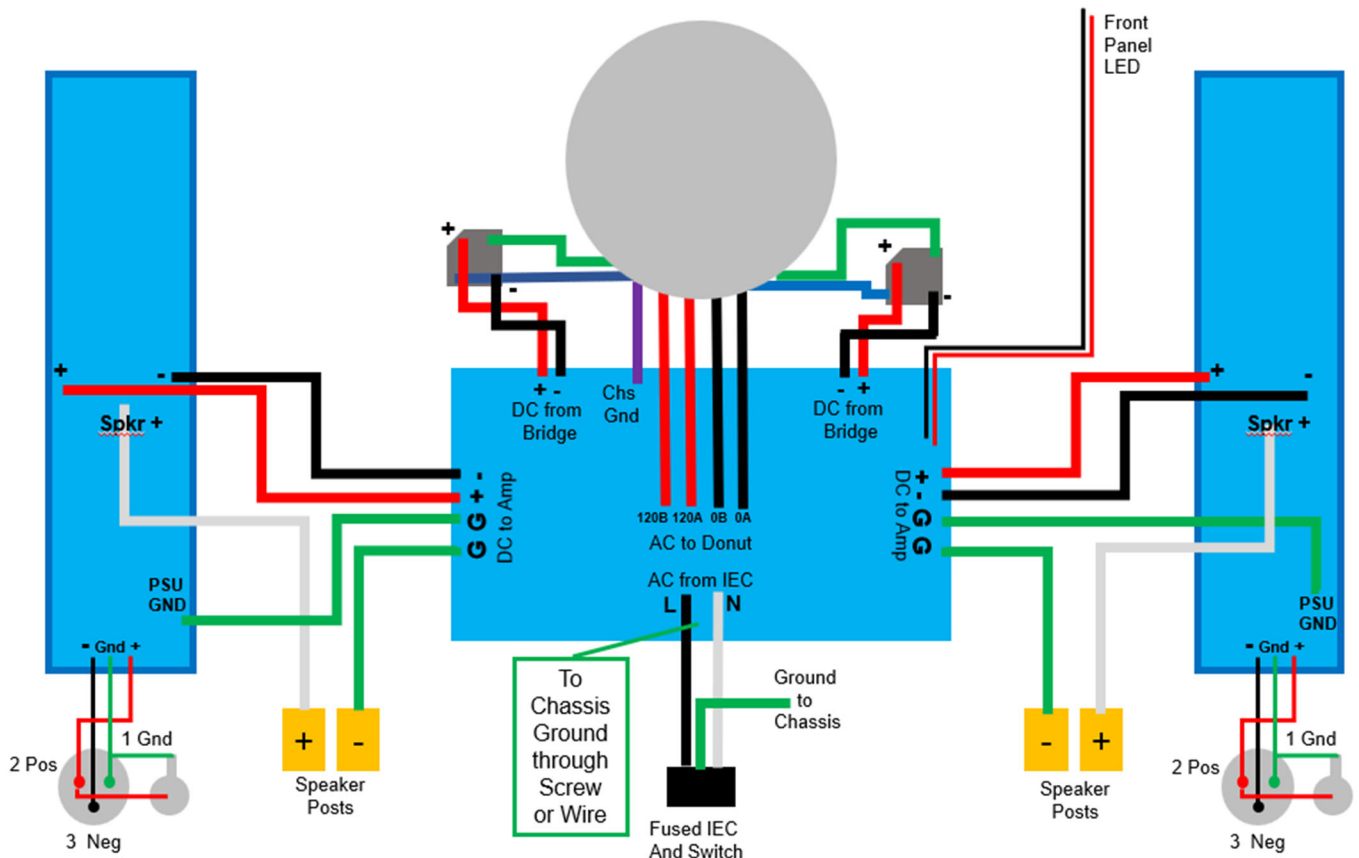 Front
Panel
LED
+
-
+
-
+ -
DC from
Bridge
Chs
Gnd
- +
DC from
Bridge
+
-
Spkr +
+
-
Spkr +
-
+
G
G
DC to Amp
+
-
G
G
DC to Amp
120B 120A 0B 0A
AC to Donut
AC from IEC
L N
PSU
GND
PSU
GND
- Gnd +
- Gnd +
To
Chassis
Ground
through
Screw
or Wire
Ground
to
Chassis
1 Gnd
2 Pos
3 Neg
+ -
Speaker
Posts
Fused IEC
And Switch
- +
Speaker
Posts
1 Gnd
2 Pos
3 Neg